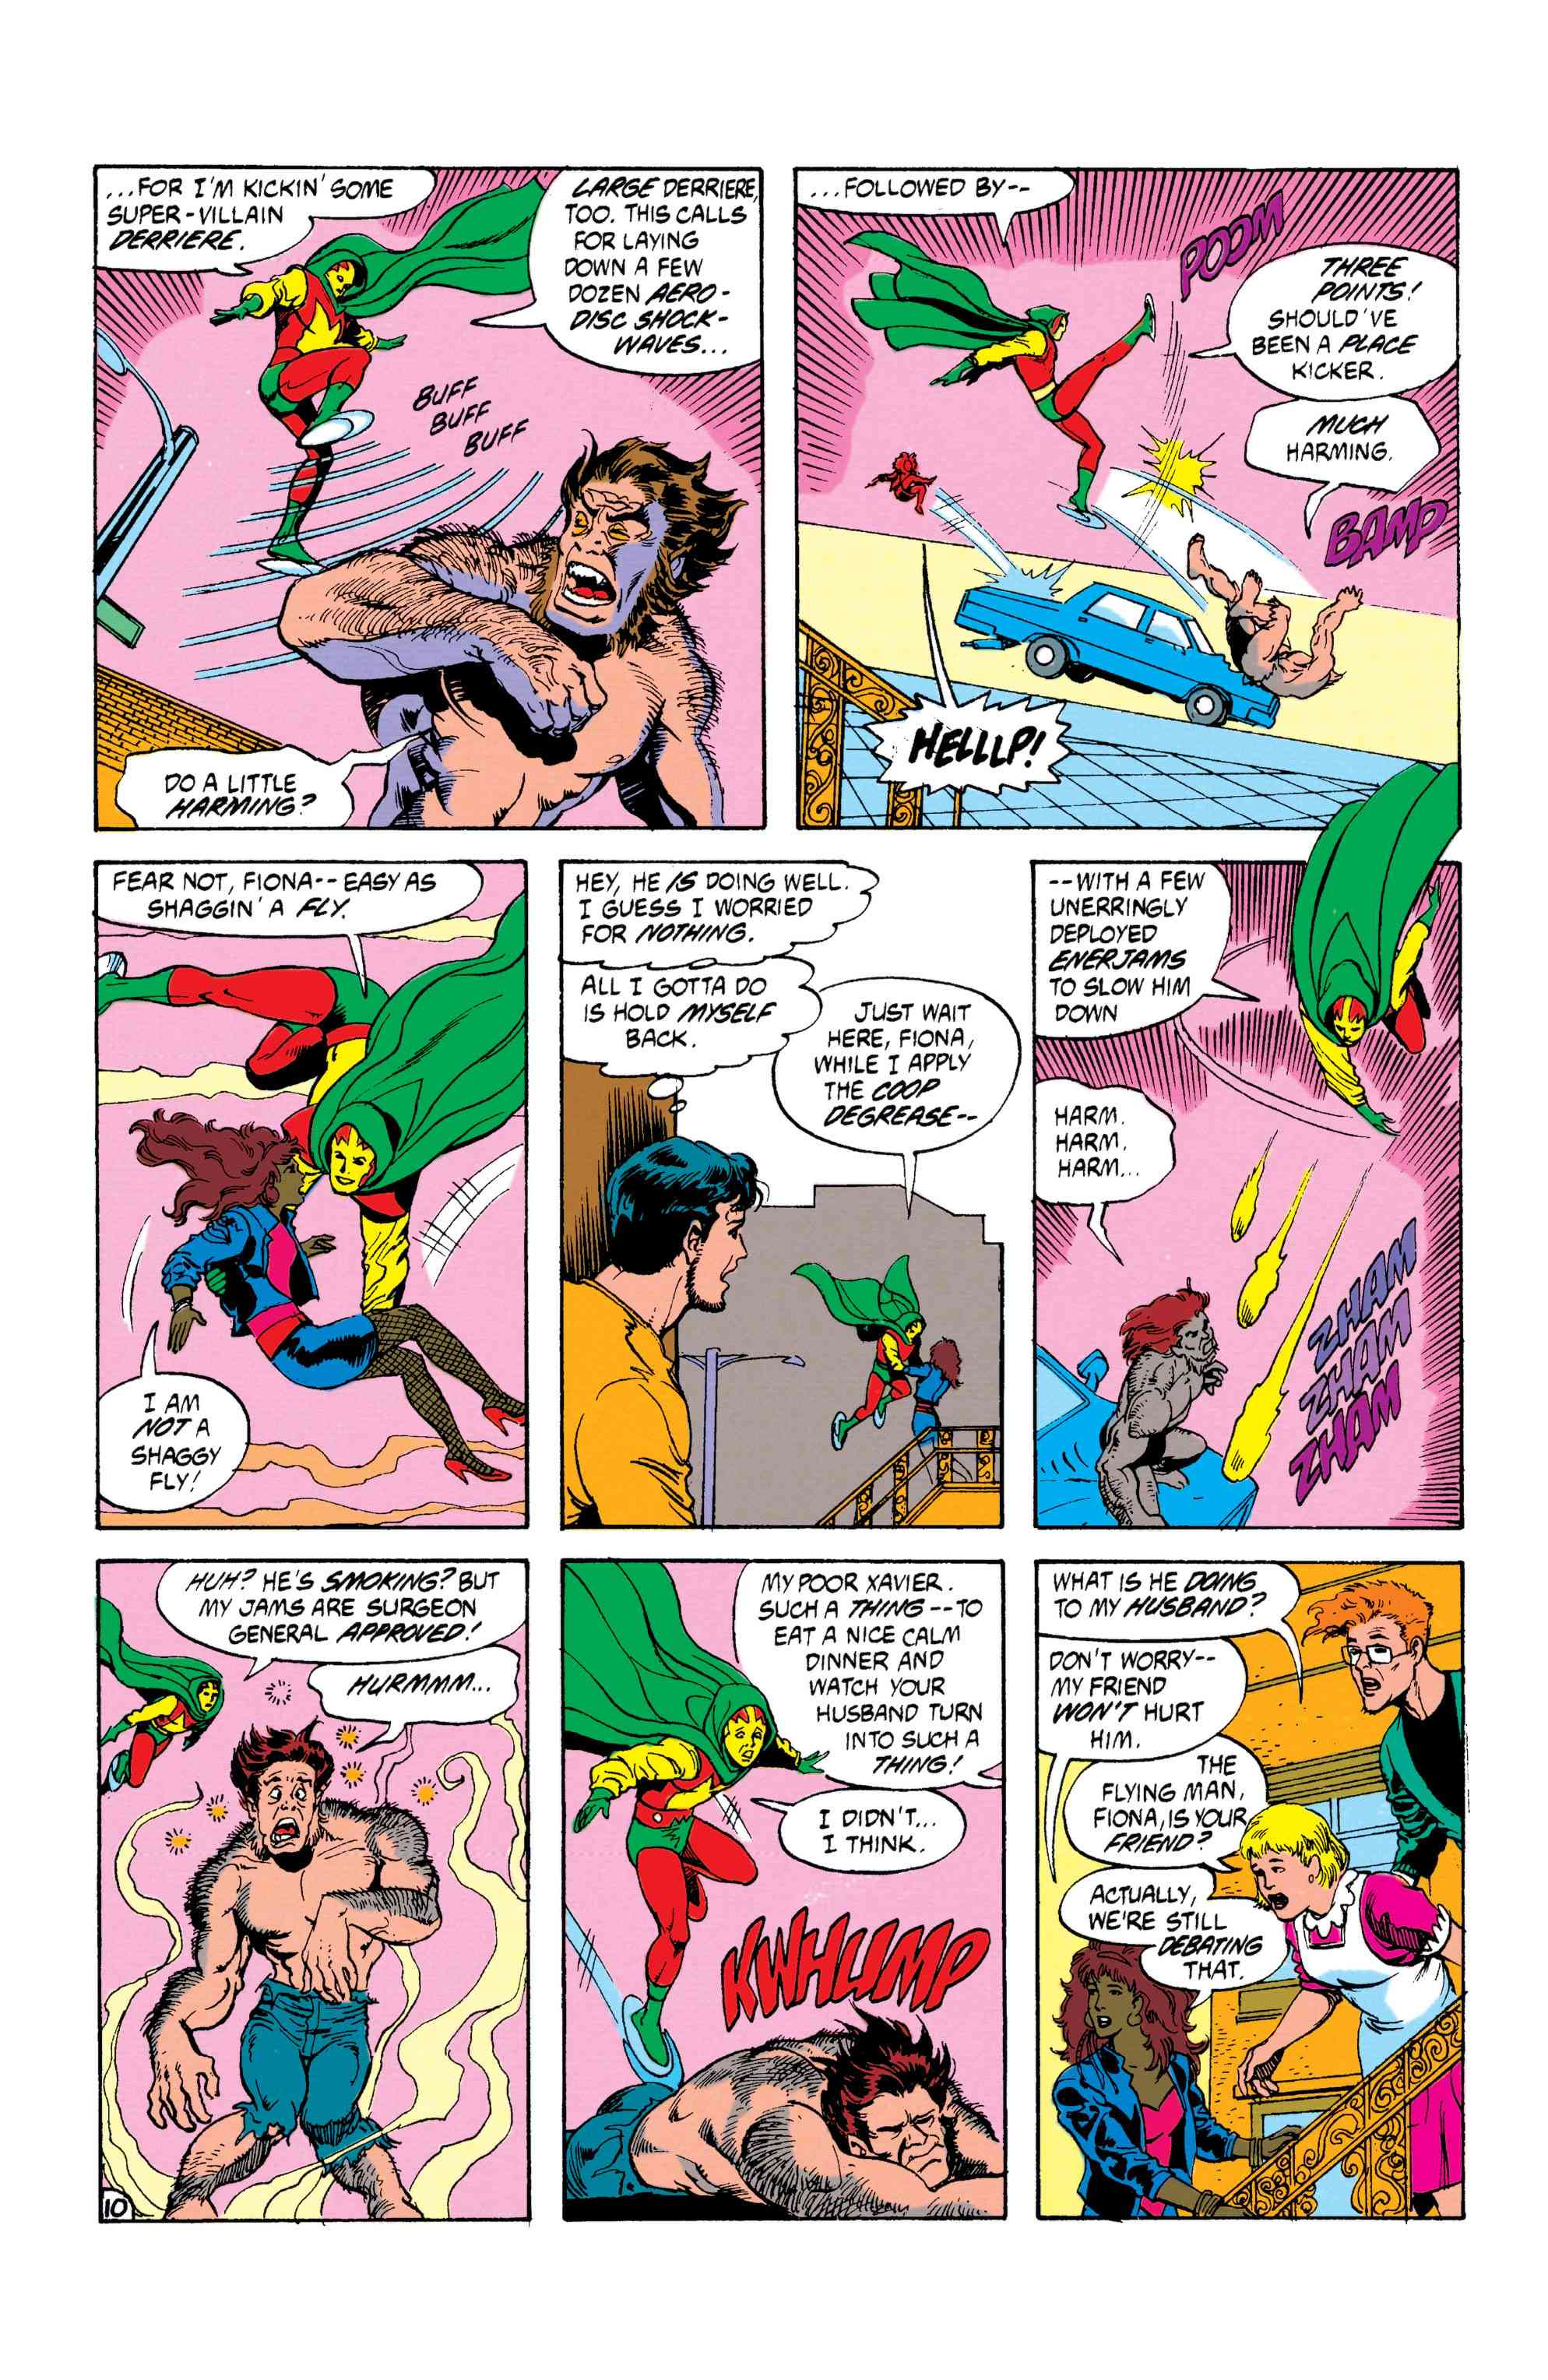 ...FOR I'M KICKIN' SOME
SUPER-VILLAIN
DERRIERE.
LARGE DERRIERE,
TOO. THIS CALLS
FOR LAYING
DOWN A FEW
DOZEN AERO-
DISC SHOCK-
WAVES...
BUFF
BUFF
BUFF
DO A LITTLE
HARMING?
...FOLLOWED BY--
POOM
THREE
POINTS!
SHOULD'VE
BEEN A PLACE
KICKER.
MUCH
HARMING.
BAMP
HELLLP!
FEAR NOT, FIONA--EASY AS
SHAGGIN' A FLY.
I AM
NOT A
SHAGGY
FLY!
HEY, HE IS DOING WELL.
I GUESS I WORRIED
FOR NOTHING.
ALL I GOTTA DO
IS HOLD MYSELF
BACK.
JUST WAIT
HERE, FIONA,
WHILE I APPLY
THE COOP
DEGREASE--
--WITH A FEW
UNERRINGLY
DEPLOYED
ENERJAMS
TO SLOW HIM
DOWN
HARM.
HARM.
HARM...
ZHAM
ZHAM
ZHAM
HUH? HE'S SMOKING? BUT
MY JAMS ARE SURGEON
GENERAL APPROVED!
HURMMM...
10
MY POOR XAVIER.
SUCH A THING--TO
EAT A NICE CALM
DINNER AND
WATCH YOUR
HUSBAND TURN
INTO SUCH A
THING!
I DIDN'T...
I THINK.
KWHUMP
WHAT IS HE DOING
TO MY HUSBAND?
DON'T WORRY--
MY FRIEND
WON'T HURT
HIM.
THE
FLYING MAN,
FIONA, IS YOUR
FRIEND?
ACTUALLY,
WE'RE STILL
DEBATING
THAT.